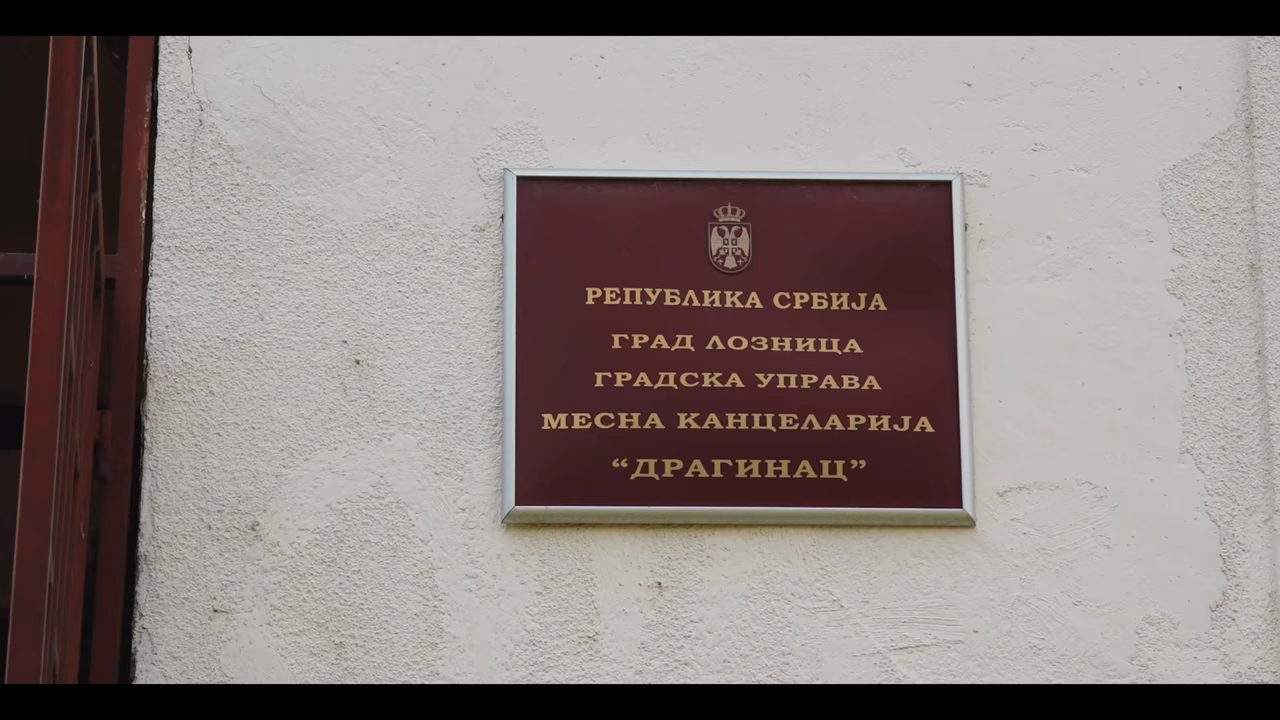 РЕПУБЛИКА СРБИЈА
ГРАД ЛОЗНИЦА
ГРАДСКА УПРАВА
МЕСНА КАНЦЕЛАРИЈА
“ДРАГИНАЦ”